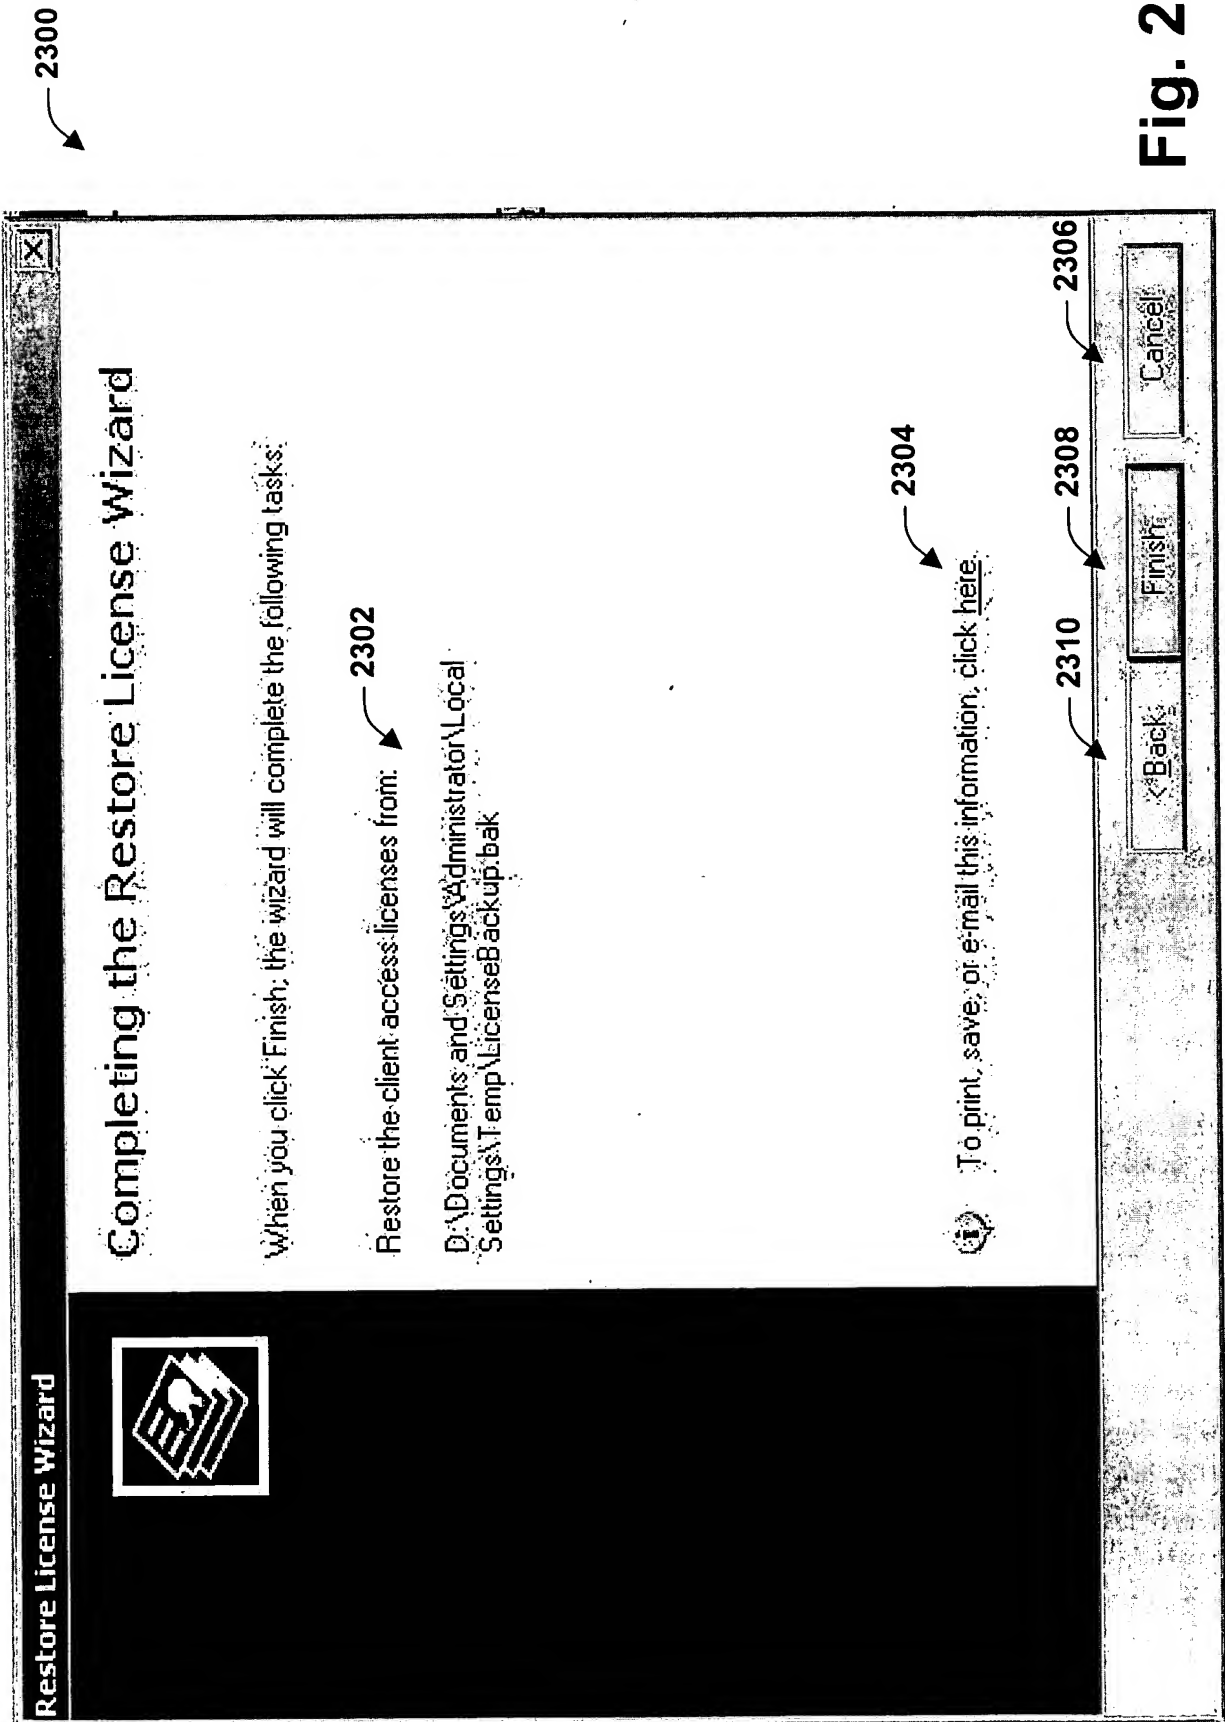 2300
Restore License Wizard
Completing the Restore License Wizard
When you click Finish, the wizard will complete the following tasks:
2302
Restore the client access licenses from:
D:\Documents and Settings\Administrator\Local
Settings\Temp\LicenseBackup.bak
2304
To print, save, or e-mail this information, click here.
2310
2308
2306
< Back
Finish
Cancel
Fig. 2